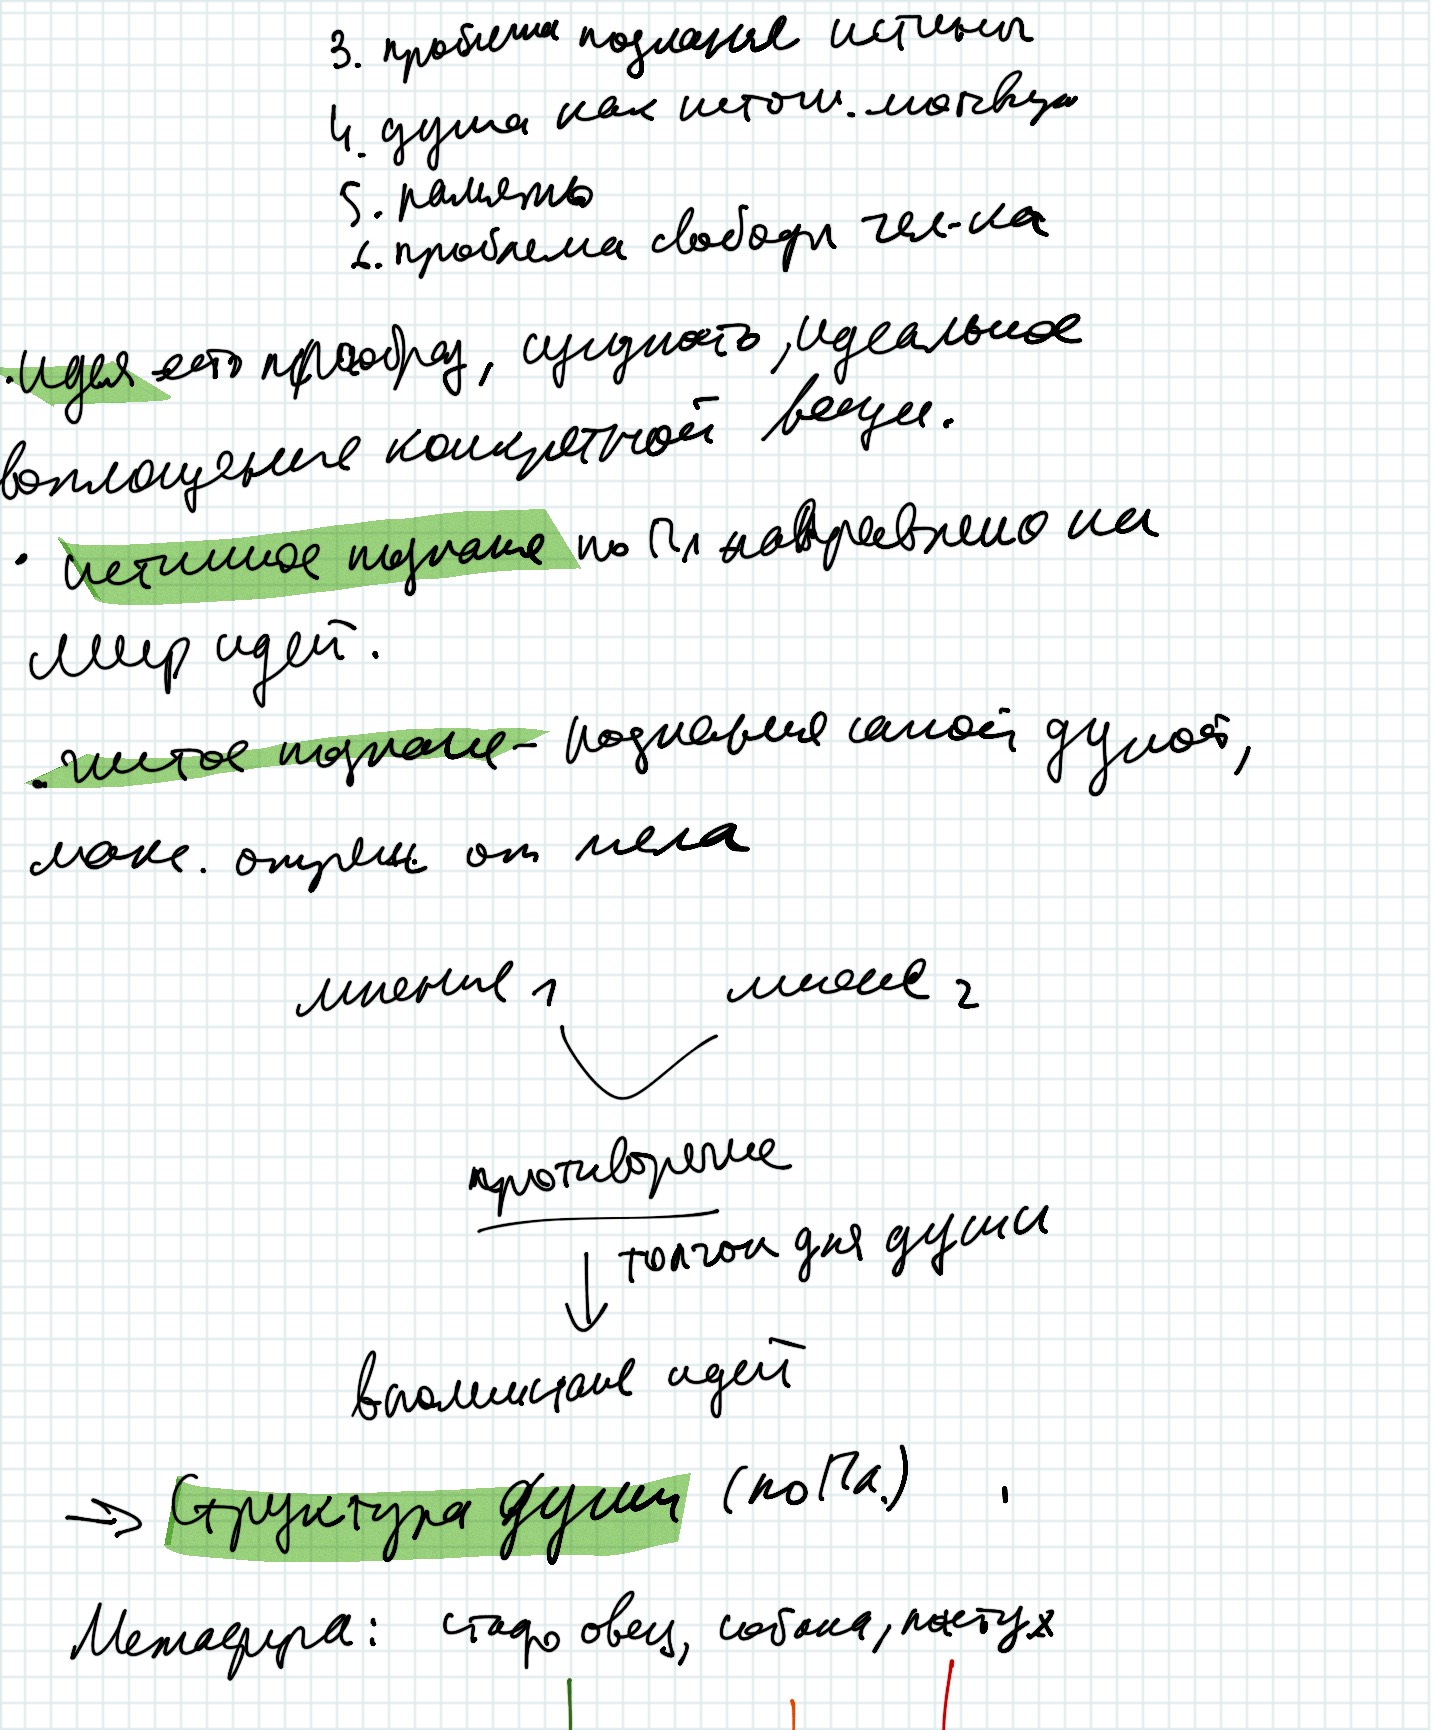 3. проблема познания истины
4. душа как источ. мотивир
5. память
6. проблема свободы чел-ка
• идея есть прообраз, сущность, идеальное
воплощение конкретной вещи.
• истинное познание по Пл направлено на
мир идей.
• чистое познание - познание самой душой,
макс. отреш. от тела
мнение 1 мнение 2
противоречие
толчок для души
вспоминание идей
→ Структура души (по Пл.)
Метафора: стадо овец, собака, пастух